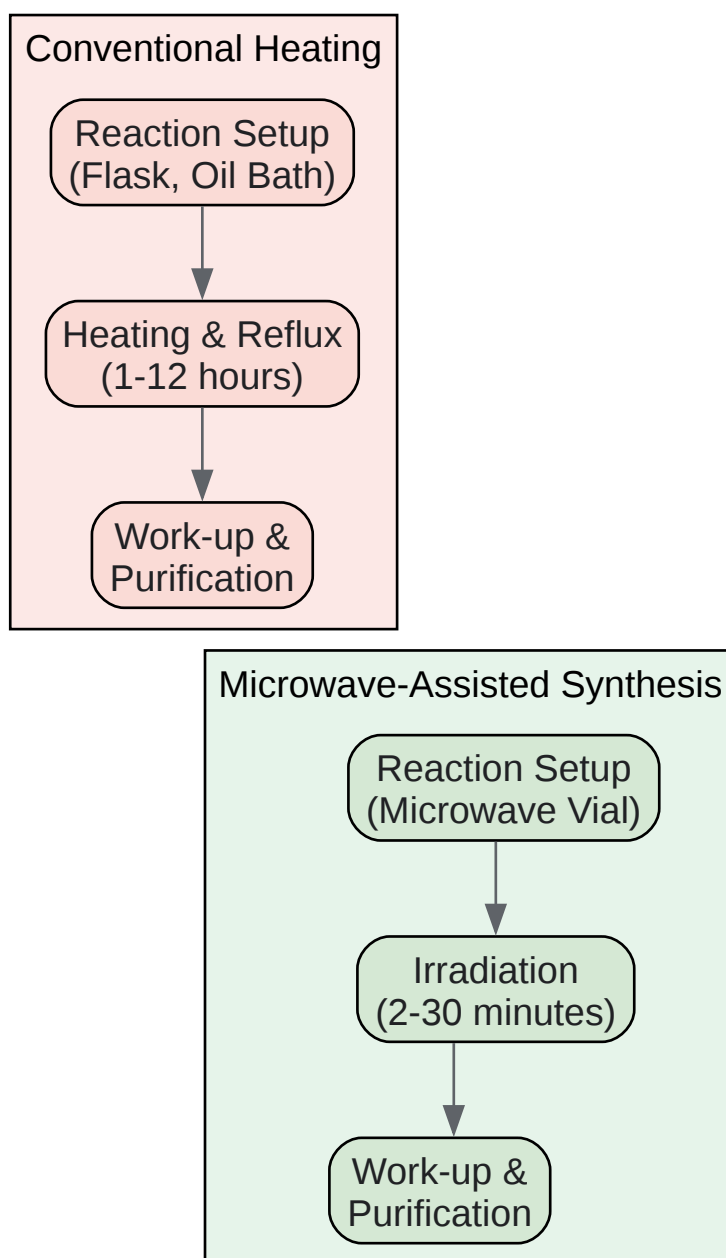 Conventional Heating
Reaction Setup
(Flask, Oil Bath)
Heating & Reflux
(1-12 hours)
Work-up &
Purification
Microwave-Assisted Synthesis
Reaction Setup
(Microwave Vial)
Irradiation
(2-30 minutes)
Work-up &
Purification